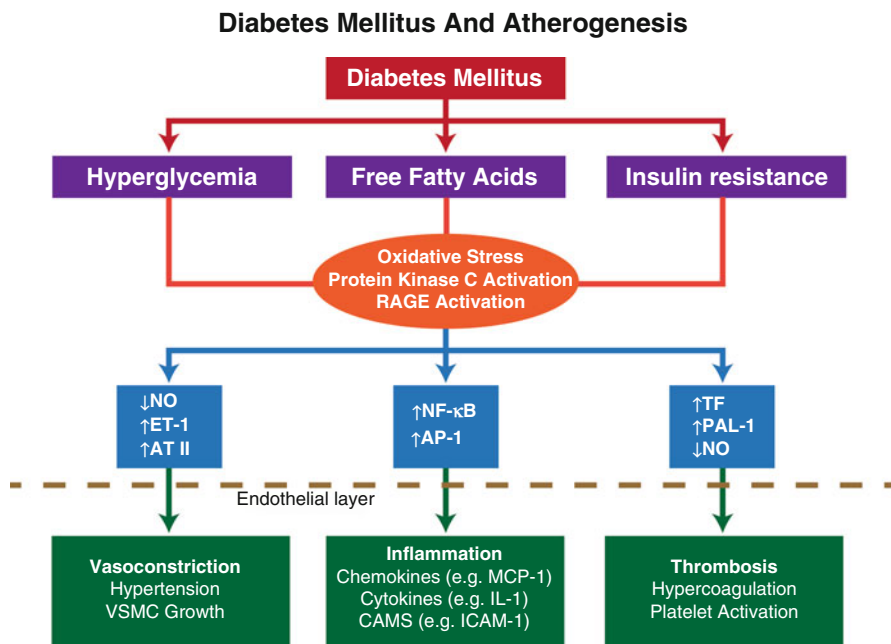 Diabetes Mellitus And Atherogenesis
Diabetes Mellitus
Hyperglycemia
Free Fatty Acids
Insulin resistance
Oxidative Stress
Protein Kinase C Activation
RAGE Activation
↓NO
↑ET-1
↑AT II
↑NF-κB
↑AP-1
↑TF
↑PAL-1
↓NO
Endothelial layer
Vasoconstriction
Hypertension
VSMC Growth
Inflammation
Chemokines (e.g. MCP-1)
Cytokines (e.g. IL-1)
CAMS (e.g. ICAM-1)
Thrombosis
Hypercoagulation
Platelet Activation